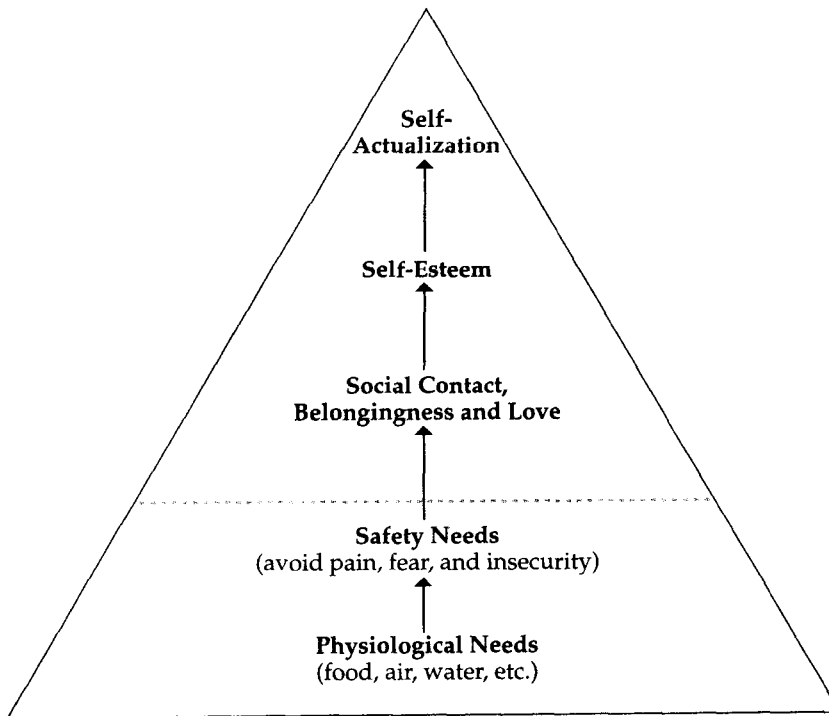 Self-
Actualization
Self-Esteem
Social Contact,
Belongingness and Love
Safety Needs
(avoid pain, fear, and insecurity)
Physiological Needs
(food, air, water, etc.)